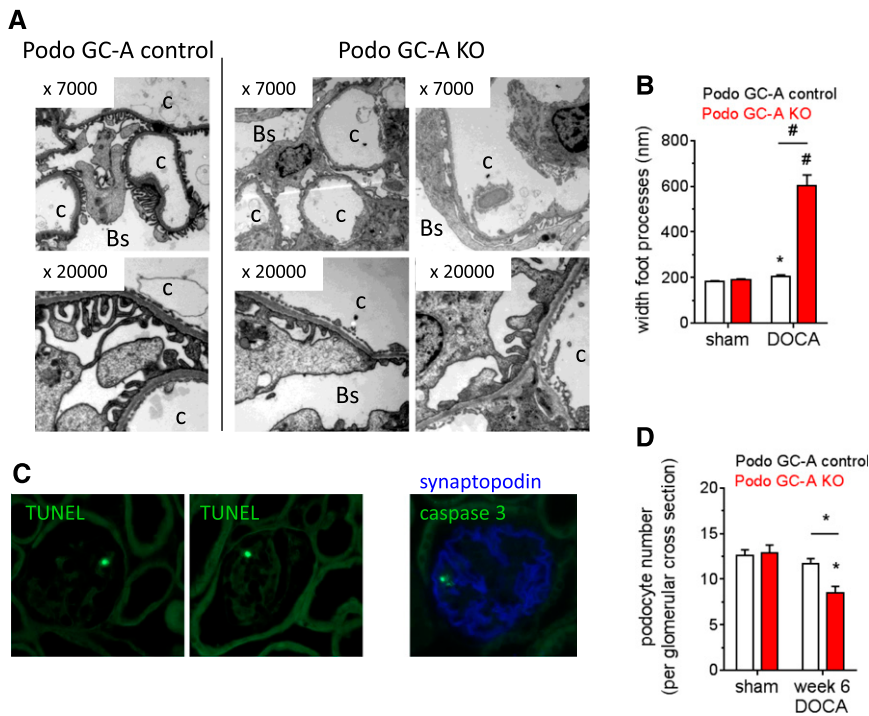 A
Podo GC-A control
Podo GC-A KO
x 7000
x 7000
x 7000
c
c
c
Bs
Bs
c
c
c
c
Bs
x 20000
x 20000
x 20000
c
c
c
Bs
c
B
Podo GC-A control
Podo GC-A KO
width foot processes (nm)
800
600
400
200
0
#
#
*
sham
DOCA
C
TUNEL
TUNEL
synaptopodin
caspase 3
D
Podo GC-A control
Podo GC-A KO
podocyte number
(per glomerular cross section)
20
15
10
5
0
*
*
sham
week 6
DOCA